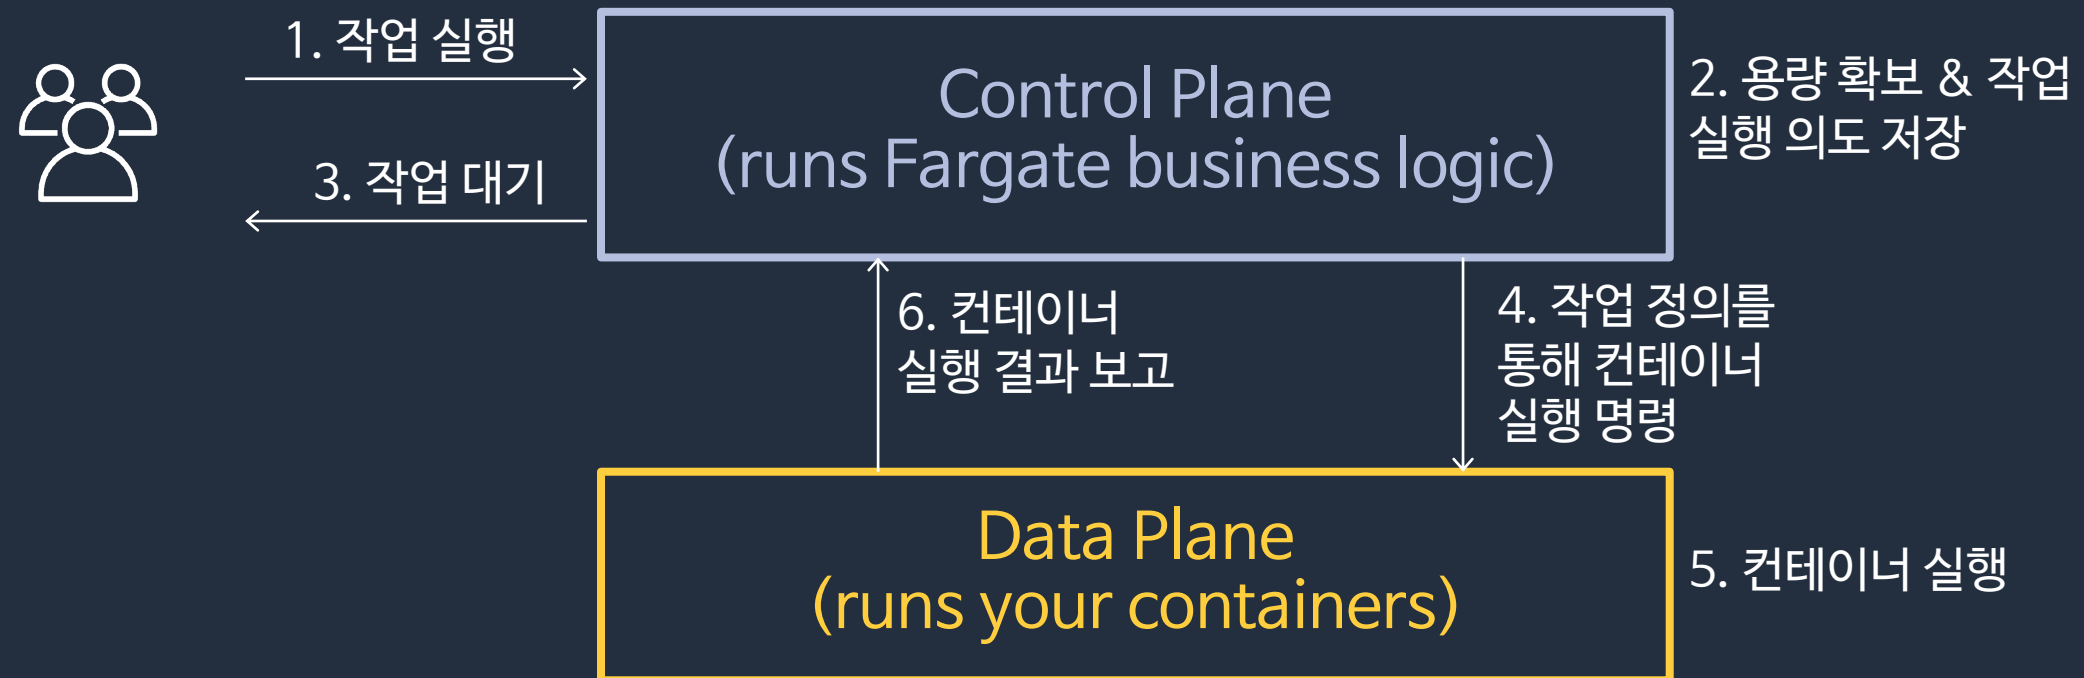 1. 작업 실행
Control Plane
(runs Fargate business logic)
2. 용량 확보 & 작업
실행 의도 저장
3. 작업 대기
6. 컨테이너
실행 결과 보고
4. 작업 정의를
통해 컨테이너
실행 명령
Data Plane
(runs your containers)
5. 컨테이너 실행